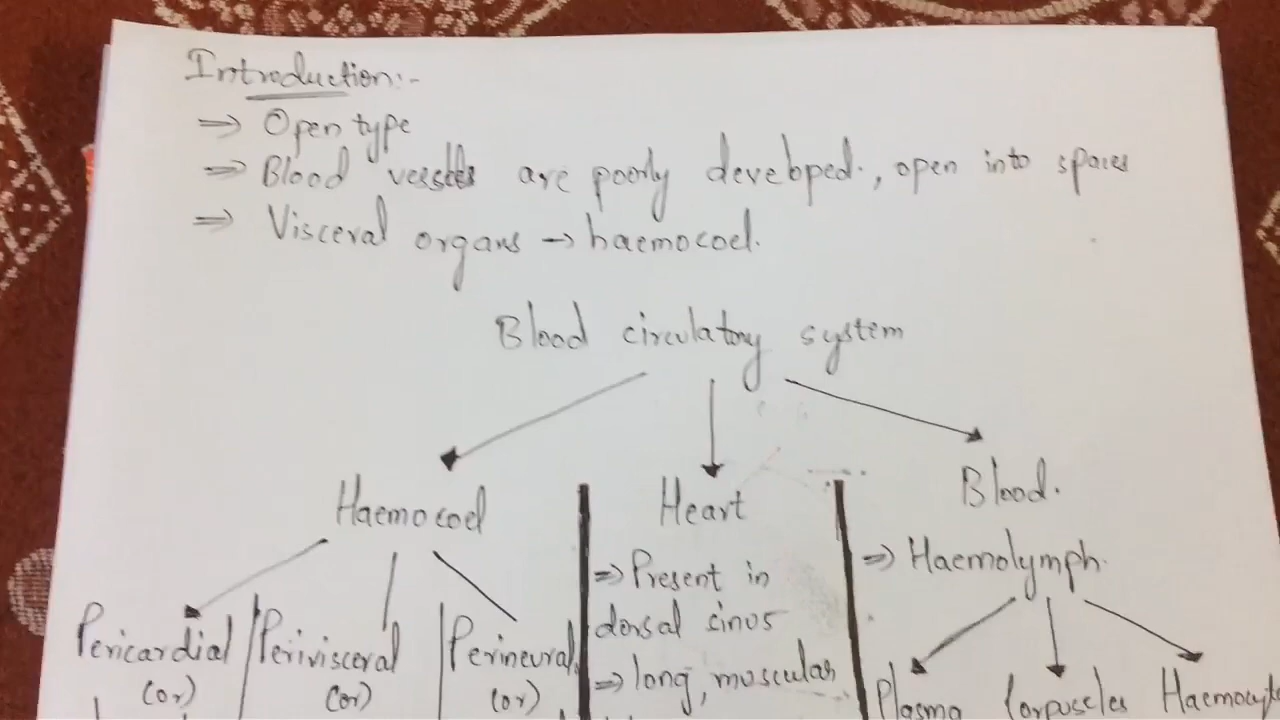 Introduction:-
⇒ Open type
⇒ Blood vessels are poorly developed., open into spaces
⇒ Visceral organs → haemocoel.
Blood circulatory system
Haemocoel
Heart
Blood.
Pericardial
(or)
Perivisceral
(or)
Perineural
(or)
⇒ Present in
dorsal sinus
⇒ long, muscular
⇒ Haemolymph.
Plasma
Corpuscles